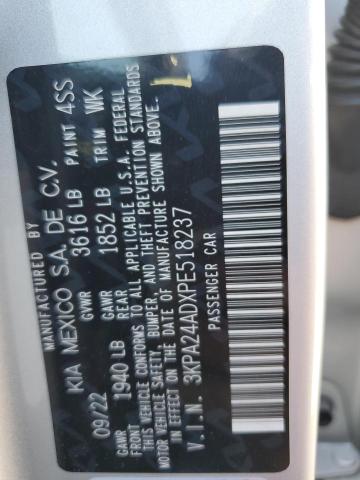 MANUFACTURED BY
KIA MEXICO S.A. DE C.V.
09/22 GVWR 3616 LB PAINT 4SS
GAWR FRONT 1940 LB GAWR REAR 1852 LB TRIM WK
THIS VEHICLE CONFORMS TO ALL APPLICABLE U.S.A. FEDERAL
MOTOR VEHICLE SAFETY, BUMPER, AND THEFT PREVENTION STANDARDS
IN EFFECT ON THE DATE OF MANUFACTURE SHOWN ABOVE.
V.I.N. 3KPA24ADXPE518237
PASSENGER CAR